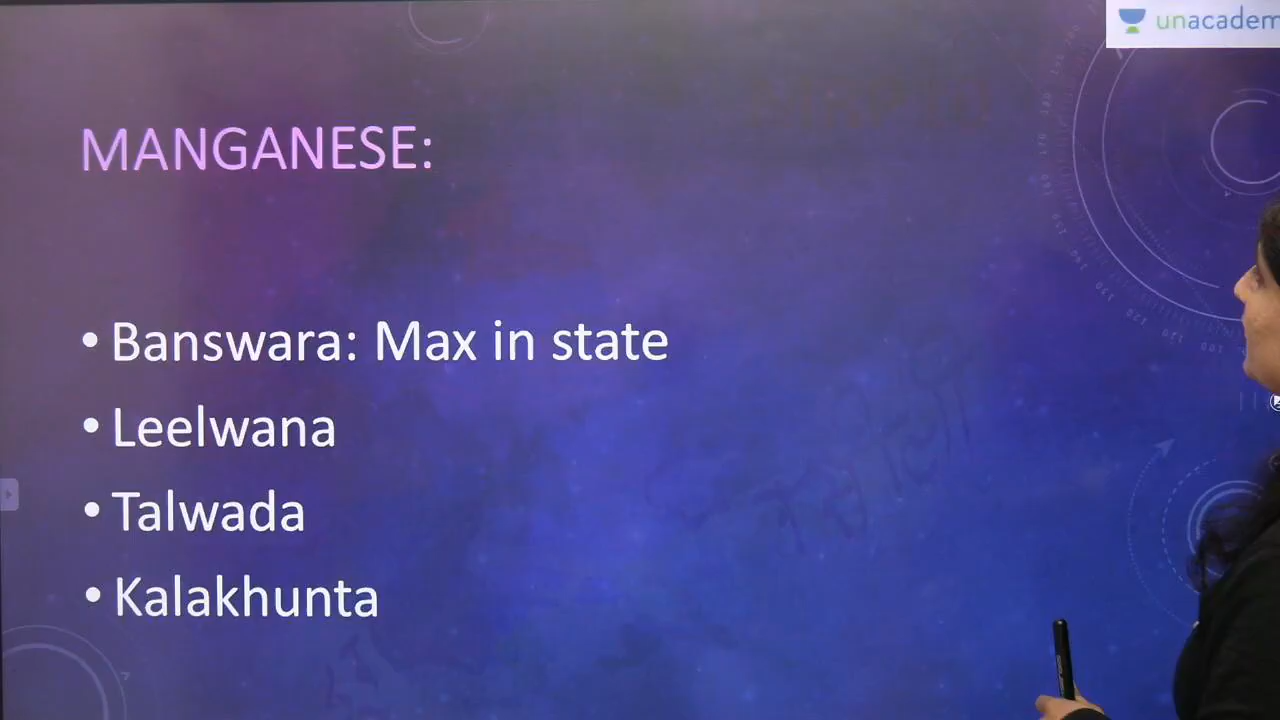 unacadem
MANGANESE:
• Banswara: Max in state
• Leelwana
• Talwada
• Kalakhunta